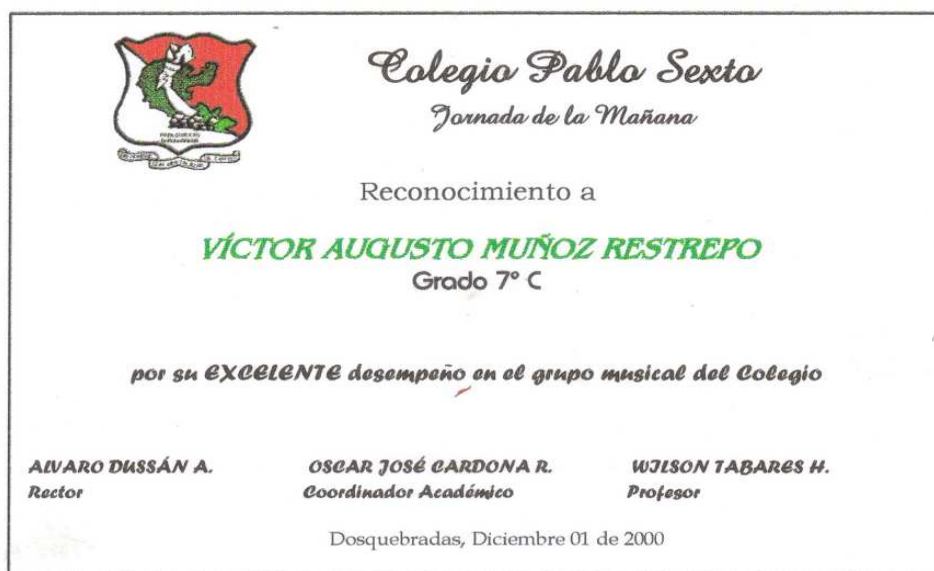 Colegio Pablo Sexto
Jornada de la Mañana
Reconocimiento a
VÍCTOR AUGUSTO MUÑOZ RESTREPO
Grado 7° C
por su EXCELENTE desempeño en el grupo musical del Colegio
ALVARO DUSSÁN A. OSCAR JOSÉ CARDONA R. WILSON TABARES H.
Rector Coordinador Académico Profesor
Dosquebradas, Diciembre 01 de 2000